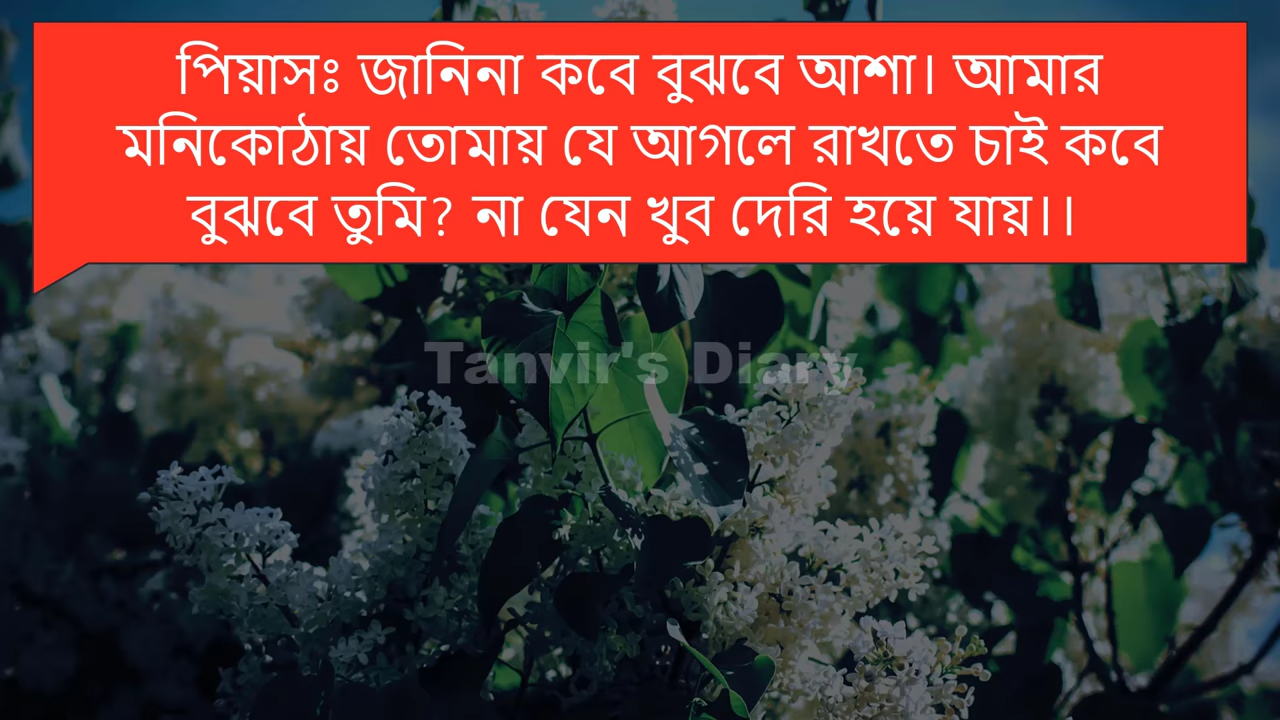 পিয়াসঃ জানিনা কবে বুঝবে আশা। আমার
মনিকোঠায় তোমায় যে আগলে রাখতে চাই কবে
বুঝবে তুমি? না যেন খুব দেরি হয়ে যায়।।
Tanvir's Diary